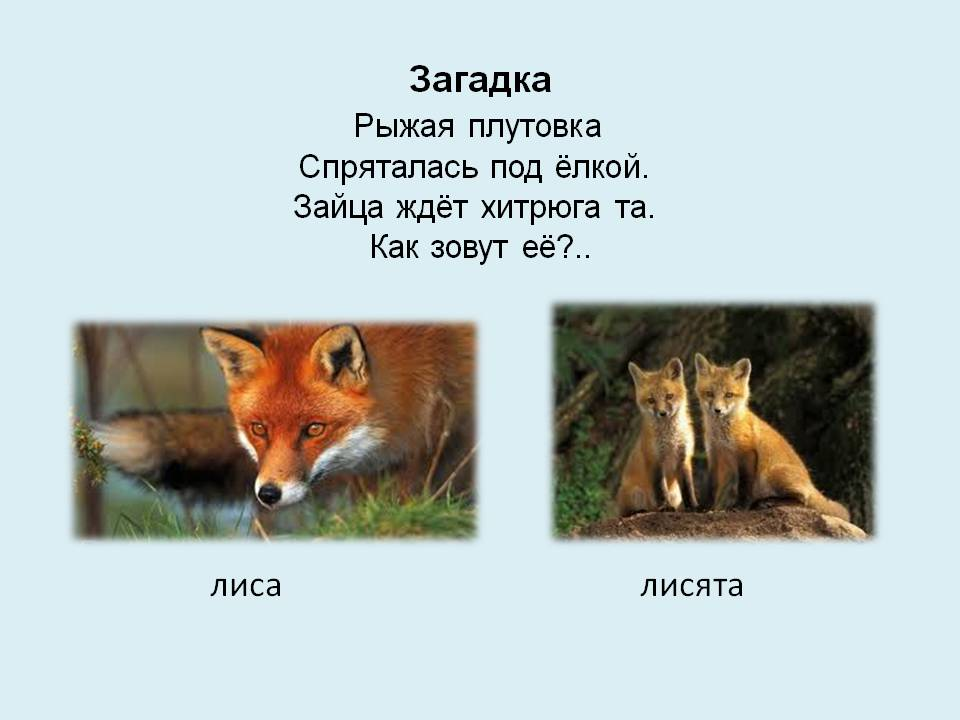 Загадка
Рыжая плутовка
Спряталась под ёлкой.
Зайца ждёт хитрюга та.
Как зовут её?..
лиса
лисята